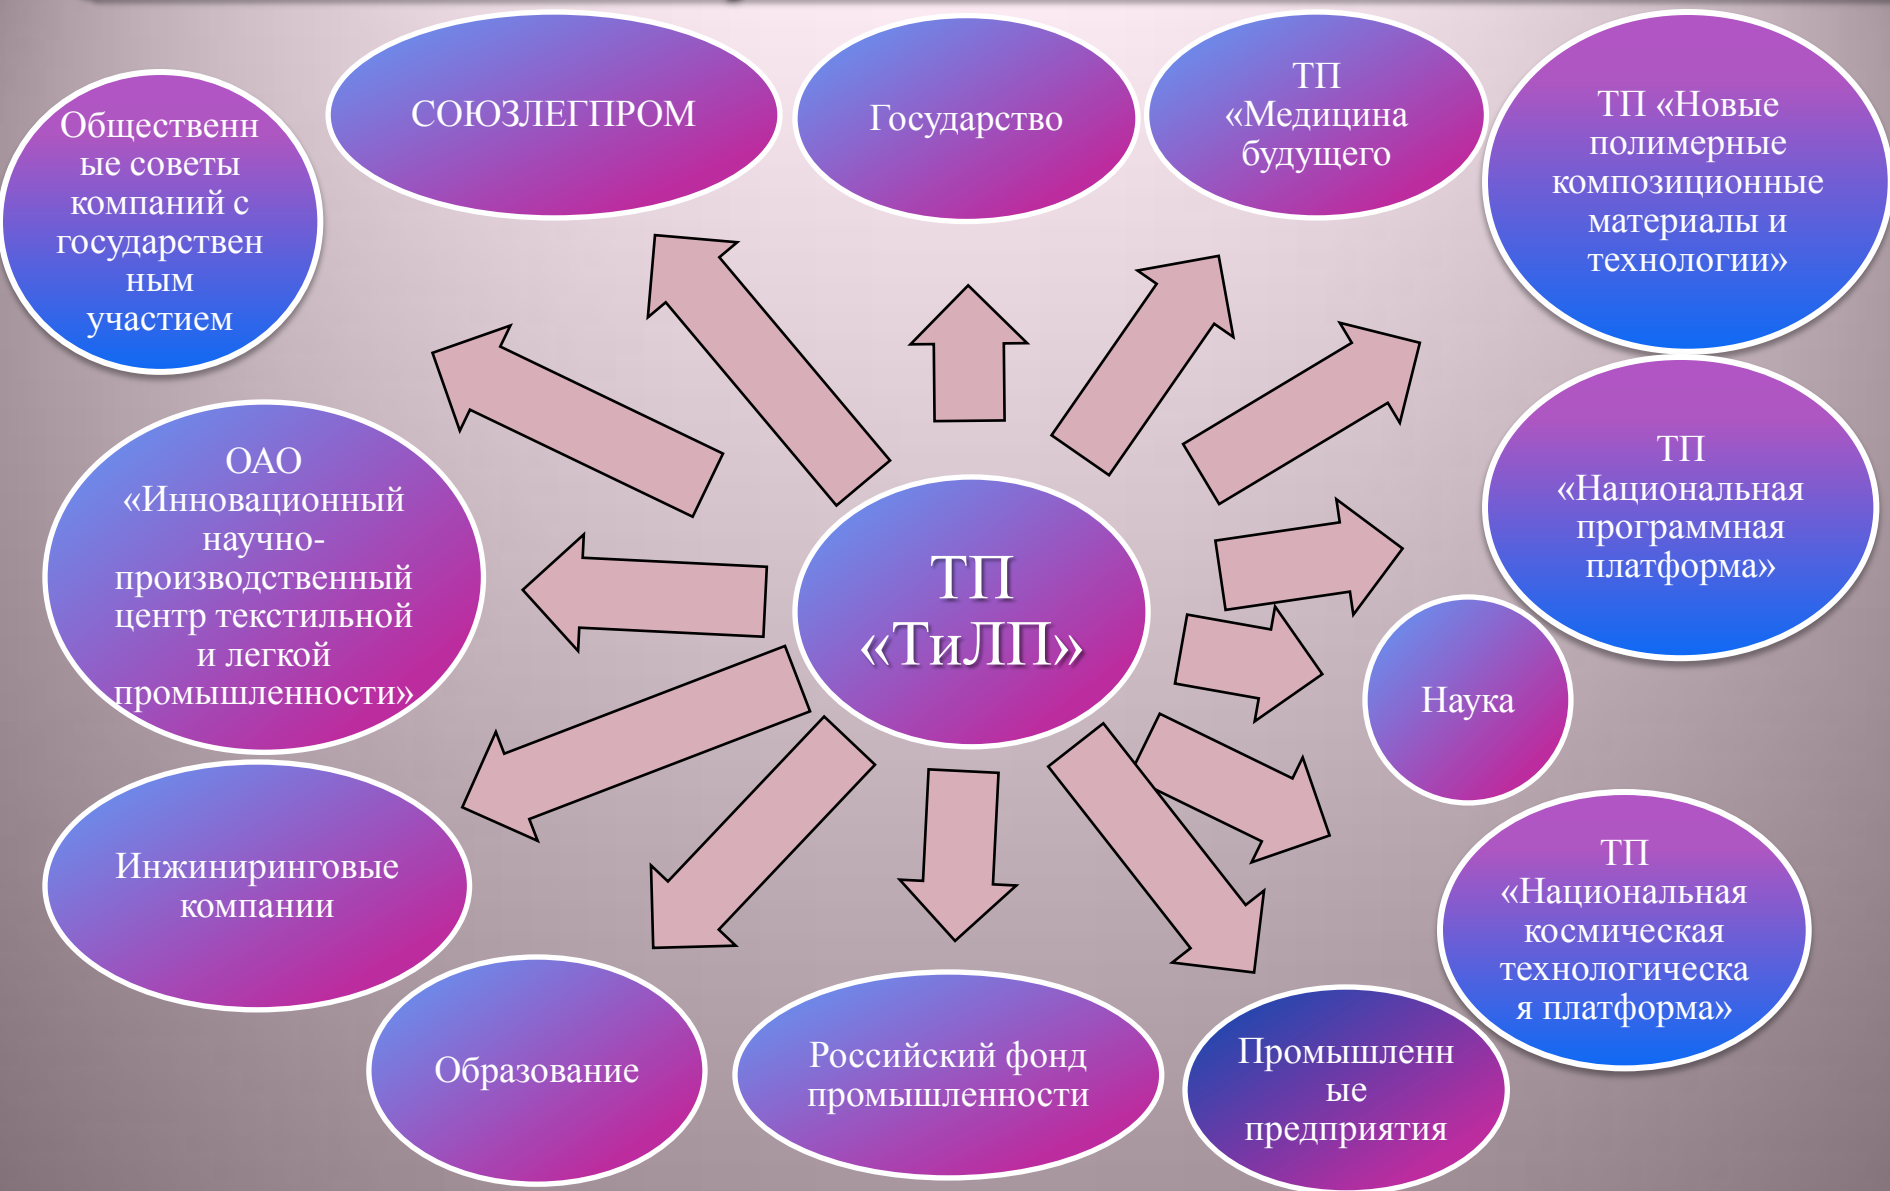 СОЮЗЛЕГПРОМ
Государство
ТП
«Медицина
будущего
ТП «Новые
полимерные
композиционные
материалы и
технологии»
Общественн
ые советы
компаний с
государствен
ным
участием
ОАО
«Инновационный
научно-
производственный
центр текстильной
и легкой
промышленности»
ТП
«ТиЛП»
ТП
«Национальная
программная
платформа»
Наука
Инжиниринговые
компании
ТП
«Национальная
космическая
технологическа
я платформа»
Образование
Российский фонд
промышленности
Промышленн
ые
предприятия